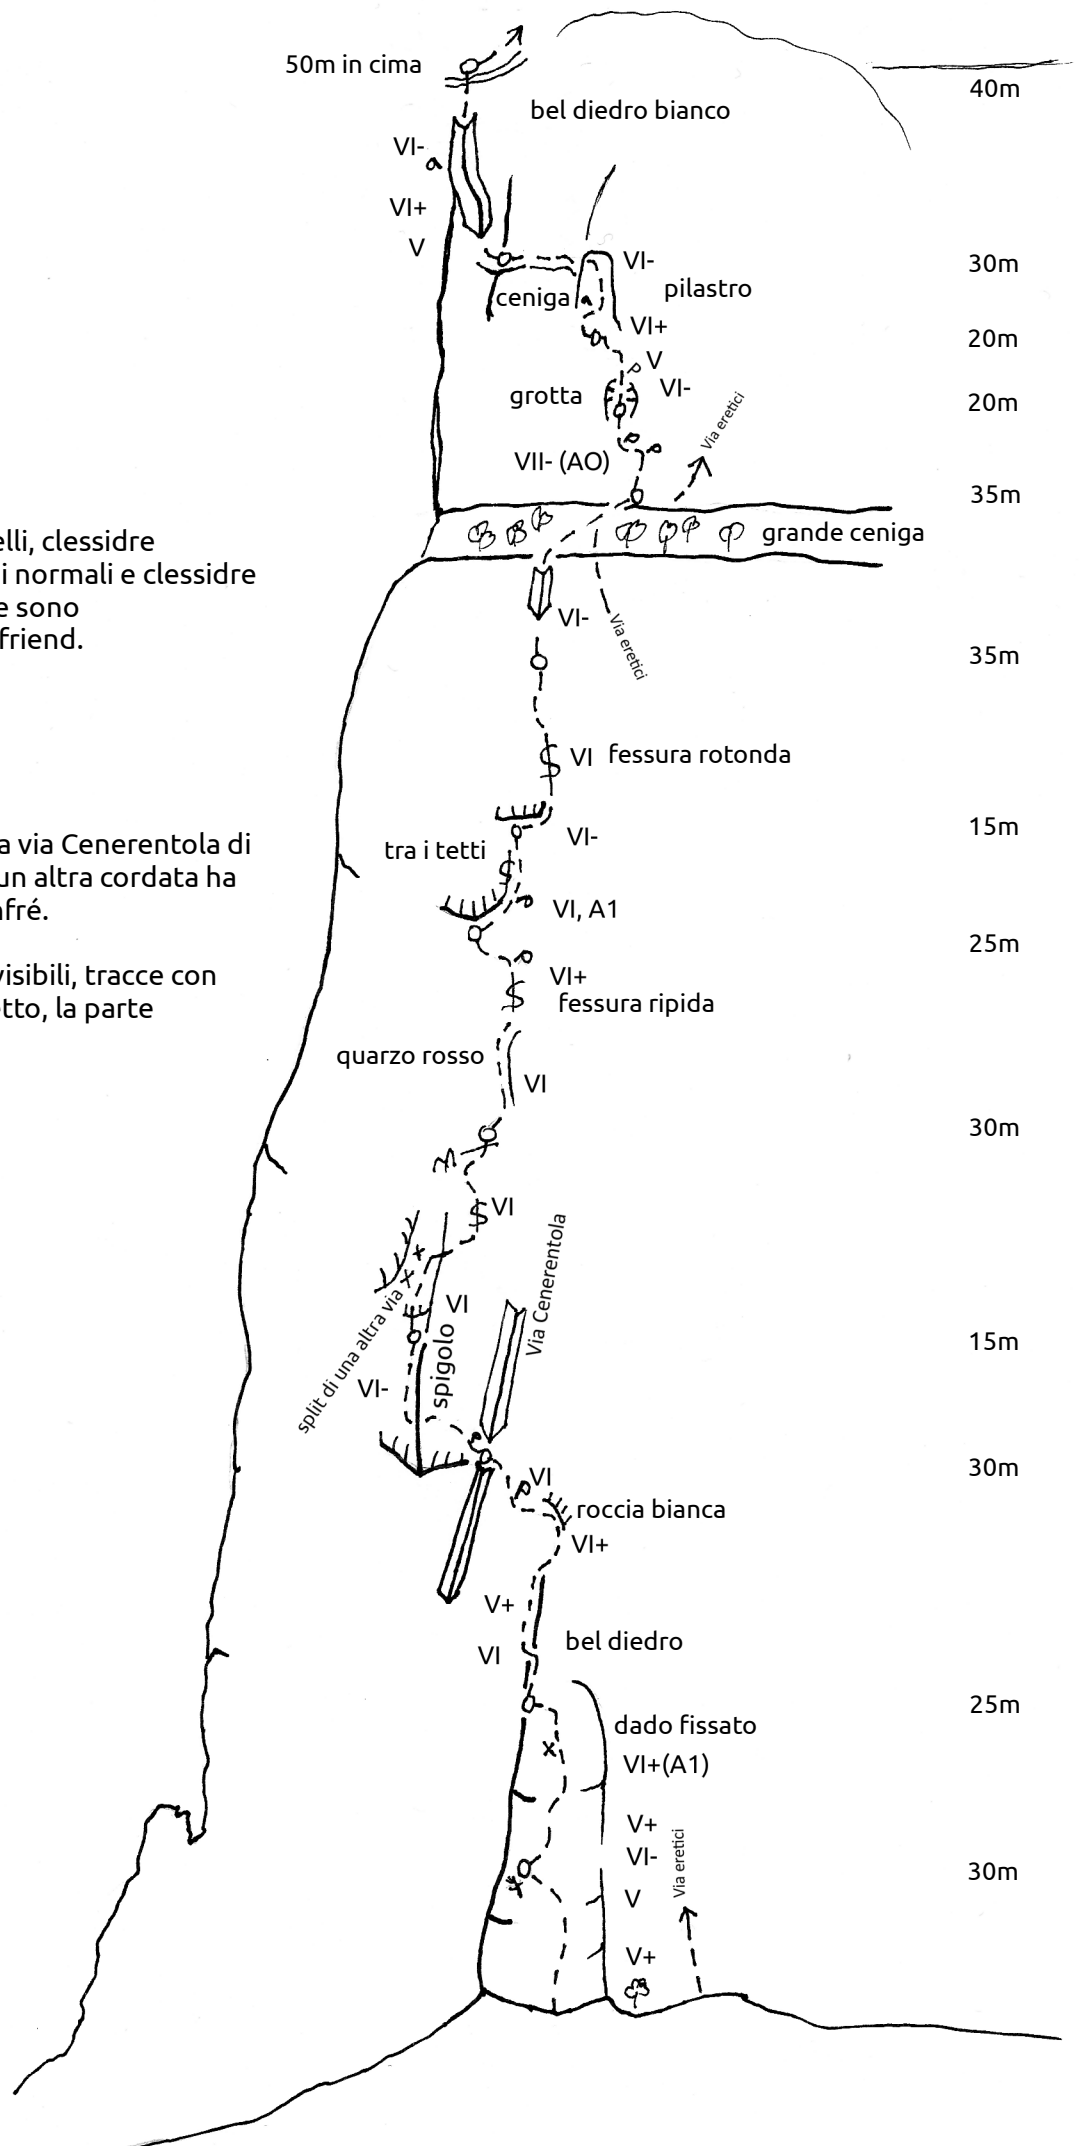 50m in cima
40m
bel diedro bianco
VI-
VI+
V
VI-
30m
ceniga
pilastro
VI+
20m
V
VI-
grotta
20m
Via eretici
VII- (AO)
35m
elli, clessidre
grande ceniga
i normali e clessidre
e sono
VI-
friend.
Via eretici
35m
VI
fessura rotonda
15m
VI-
a via Cenerentola di
tra i tetti
un altra cordata ha
VI, A1
nfré.
25m
visibili, tracce con
VI+
etto, la parte
fessura ripida
quarzo rosso
VI
30m
VI
Via Cenerentola
split di una altra via
VI
spigolo
15m
VI-
30m
VI
roccia bianca
VI+
V+
bel diedro
VI
25m
dado fissato
VI+(A1)
V+
VI-
Via eretici
30m
V
V+